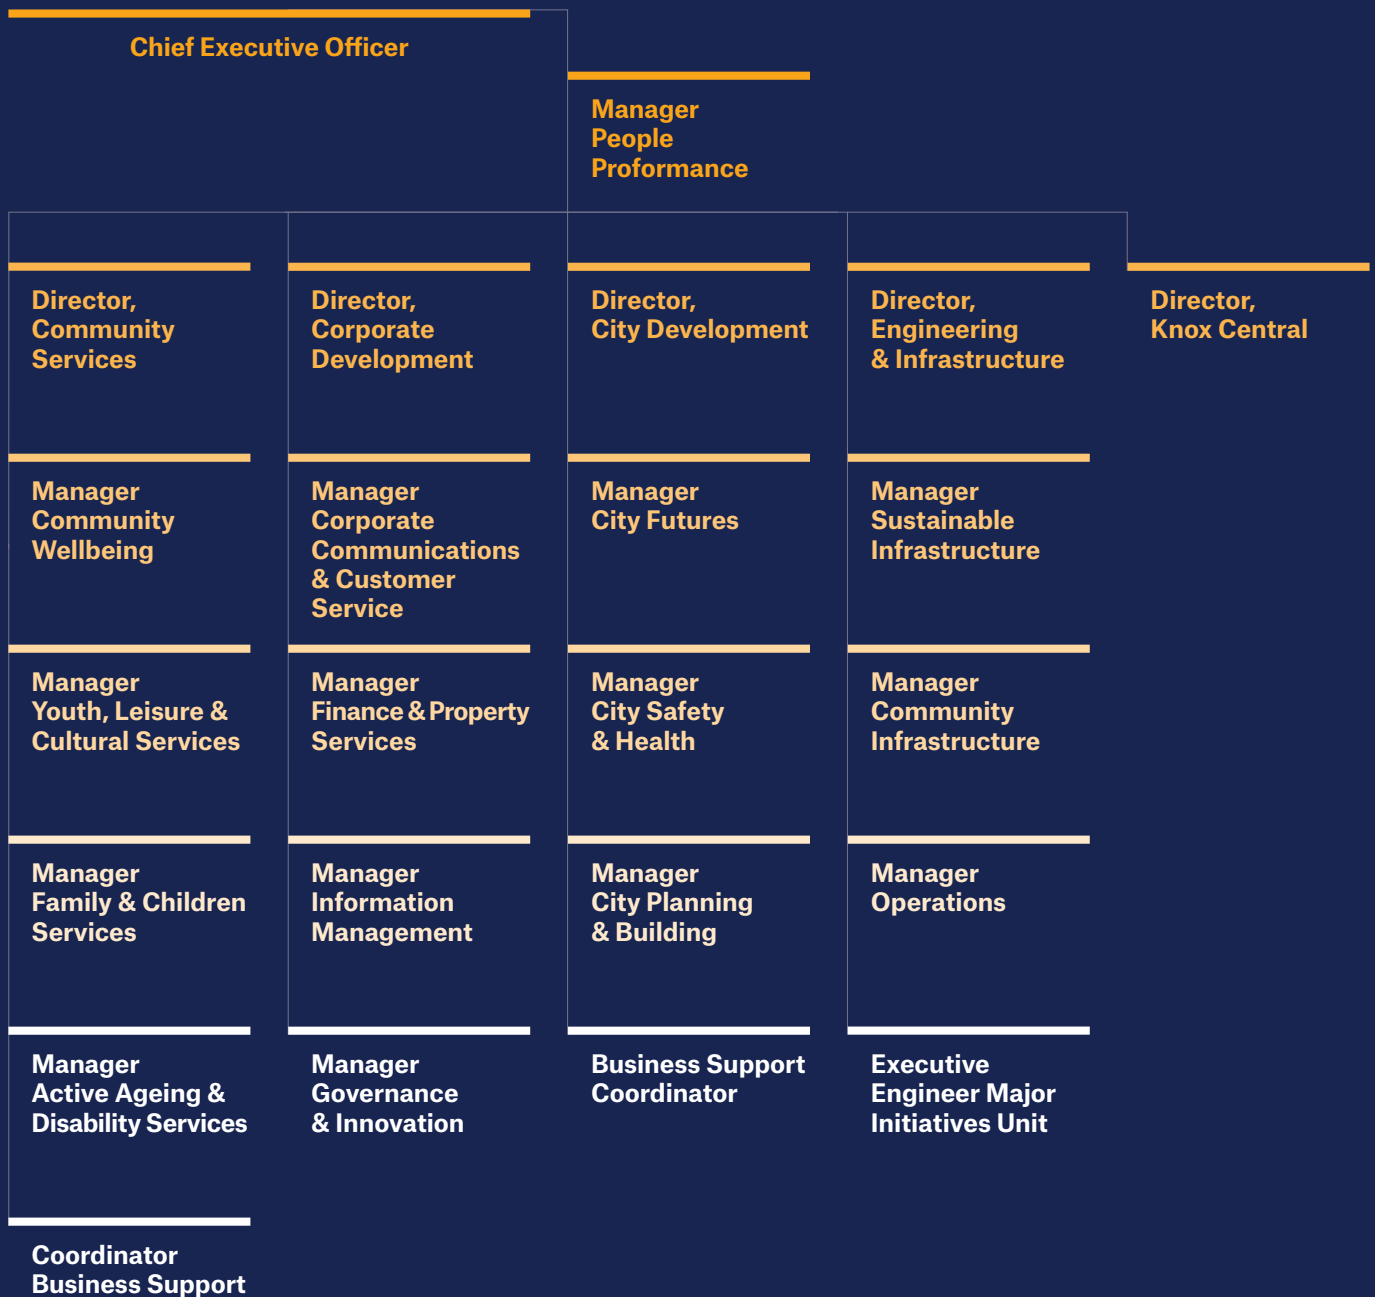 Chief Executive Officer
Manager
People
Proformance
Director,
Community
Services
Director,
Corporate
Development
Director,
City Development
Director,
Engineering
& Infrastructure
Director,
Knox Central
Manager
Community
Wellbeing
Manager
Corporate
Communications
& Customer
Service
Manager
City Futures
Manager
Sustainable
Infrastructure
Manager
Youth, Leisure &
Cultural Services
Manager
Finance & Property
Services
Manager
City Safety
& Health
Manager
Community
Infrastructure
Manager
Family & Children
Services
Manager
Information
Management
Manager
City Planning
& Building
Manager
Operations
Manager
Active Ageing &
Disability Services
Manager
Governance
& Innovation
Business Support
Coordinator
Executive
Engineer Major
Initiatives Unit
Coordinator
Business Support